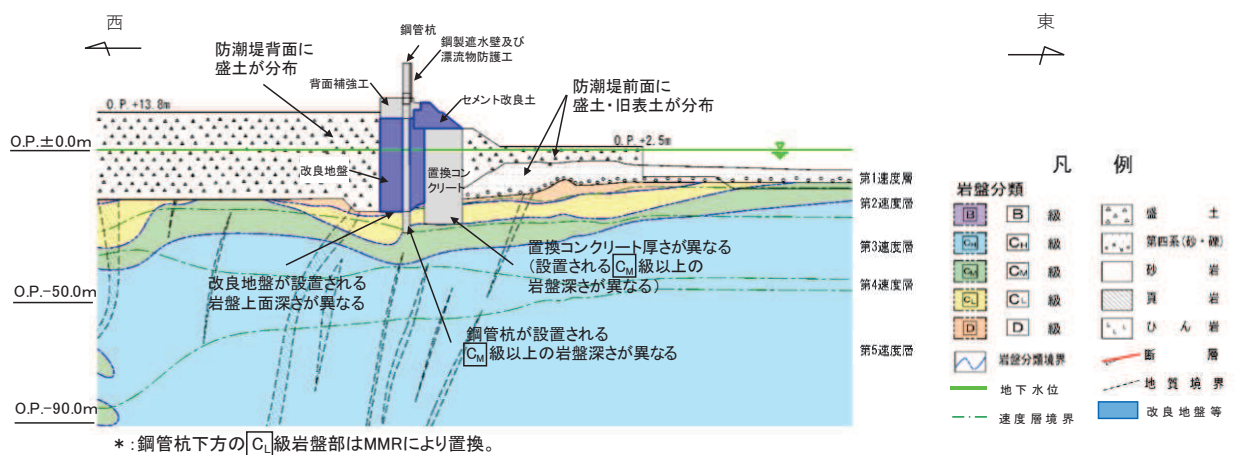 西
東
鋼管杭
鋼製遮水壁及び
漂流物防護工
防潮堤背面に
盛土が分布
背面補強工
セメント改良土
防潮堤前面に
盛土・旧表土が分布
O.P.+13.8m
O.P.+2.5m
O.P.±0.0m
改良地盤
置換コン
クリート
第1速度層
第2速度層
第3速度層
第4速度層
第5速度層
置換コンクリート厚さが異なる
(設置されるCM級以上の
岩盤深さが異なる)
改良地盤が設置される
岩盤上面深さが異なる
鋼管杭が設置される
CM級以上の岩盤深さが異なる
O.P.-50.0m
O.P.-90.0m
*:鋼管杭下方のCL級岩盤部はMMRにより置換。
凡 例
岩盤分類
B B 級
CH CH 級
CM CM 級
CL CL 級
D D 級
岩盤分類境界
地下水位
速度層境界
盛 土
第四系(砂・礫)
砂 岩
頁 岩
ひ ん 岩
断 層
地質境界
改良地盤等